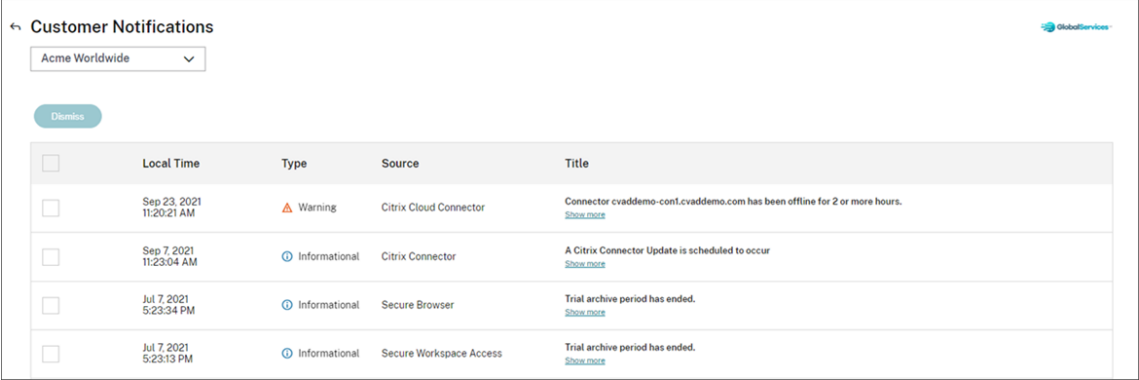 Customer Notifications
GlobalServices
Acme Worldwide
Dismiss
Local Time Type Source Title
Sep 23, 2021
11:20:21 AM
Warning
Citrix Cloud Connector
Connector cvaddemo-con1.cvaddemo.com has been offline for 2 or more hours.
Show more
Sep 7, 2021
11:23:04 AM
Informational
Citrix Connector
A Citrix Connector Update is scheduled to occur
Show more
Jul 7, 2021
5:23:34 PM
Informational
Secure Browser
Trial archive period has ended.
Show more
Jul 7, 2021
5:23:13 PM
Informational
Secure Workspace Access
Trial archive period has ended.
Show more